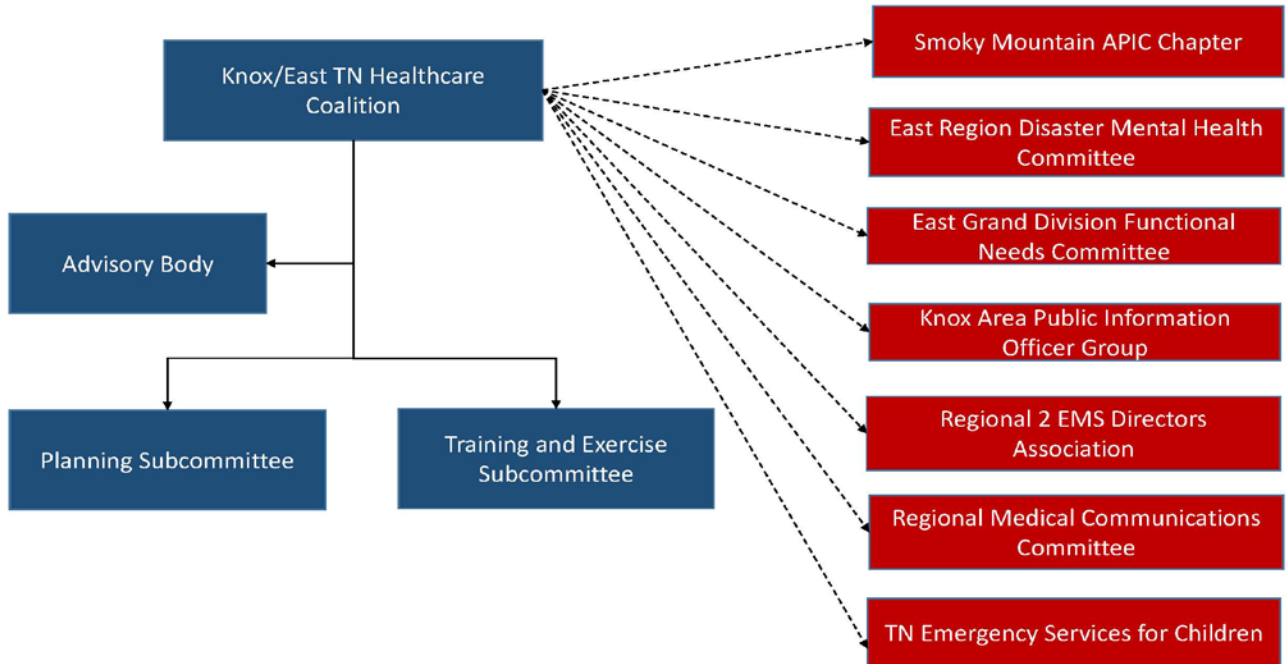 Knox/East TN Healthcare
Coalition
Advisory Body
Planning Subcommittee
Training and Exercise
Subcommittee
Smoky Mountain APIC Chapter
East Region Disaster Mental Health
Committee
East Grand Division Functional
Needs Committee
Knox Area Public Information
Officer Group
Regional 2 EMS Directors
Association
Regional Medical Communications
Committee
TN Emergency Services for Children